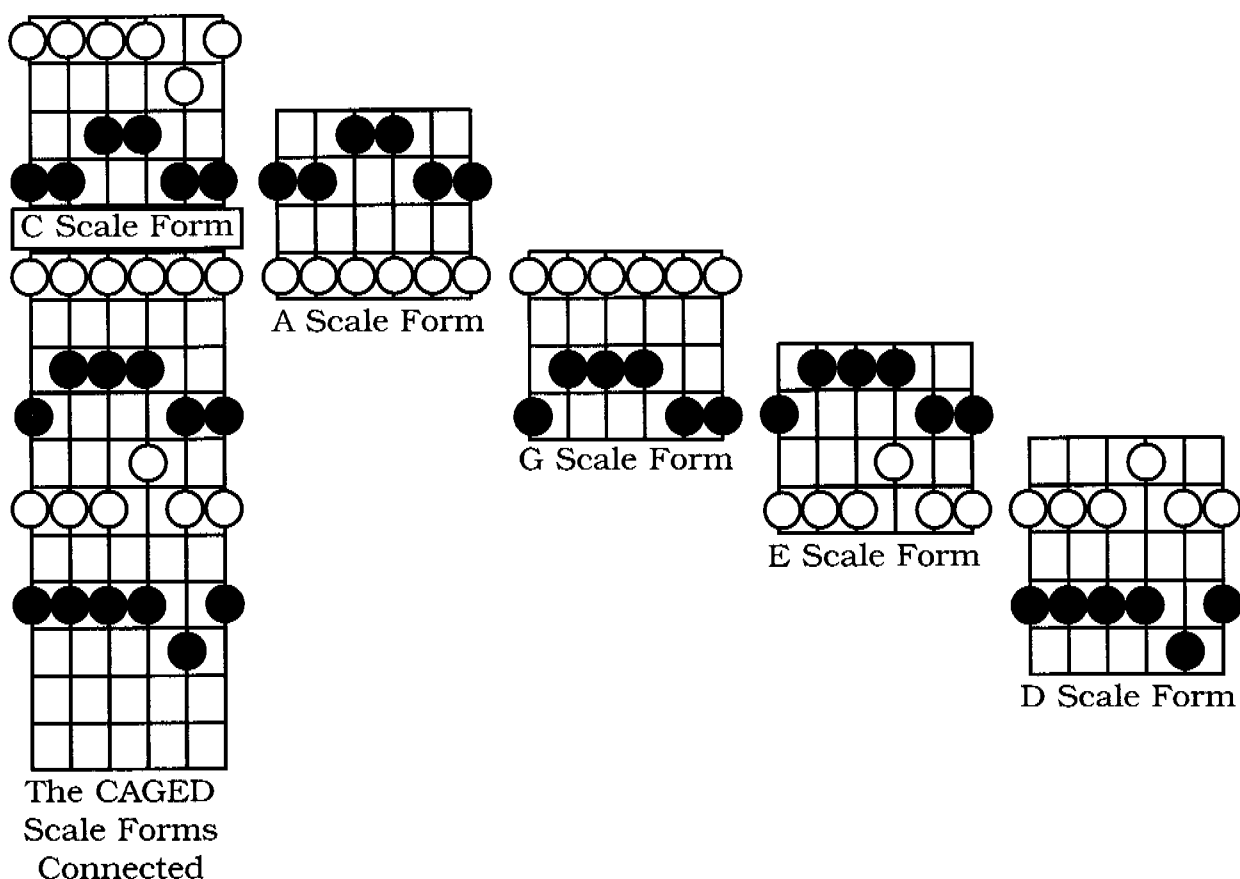 C Scale Form
A Scale Form
G Scale Form
E Scale Form
D Scale Form
The CAGED
Scale Forms
Connected